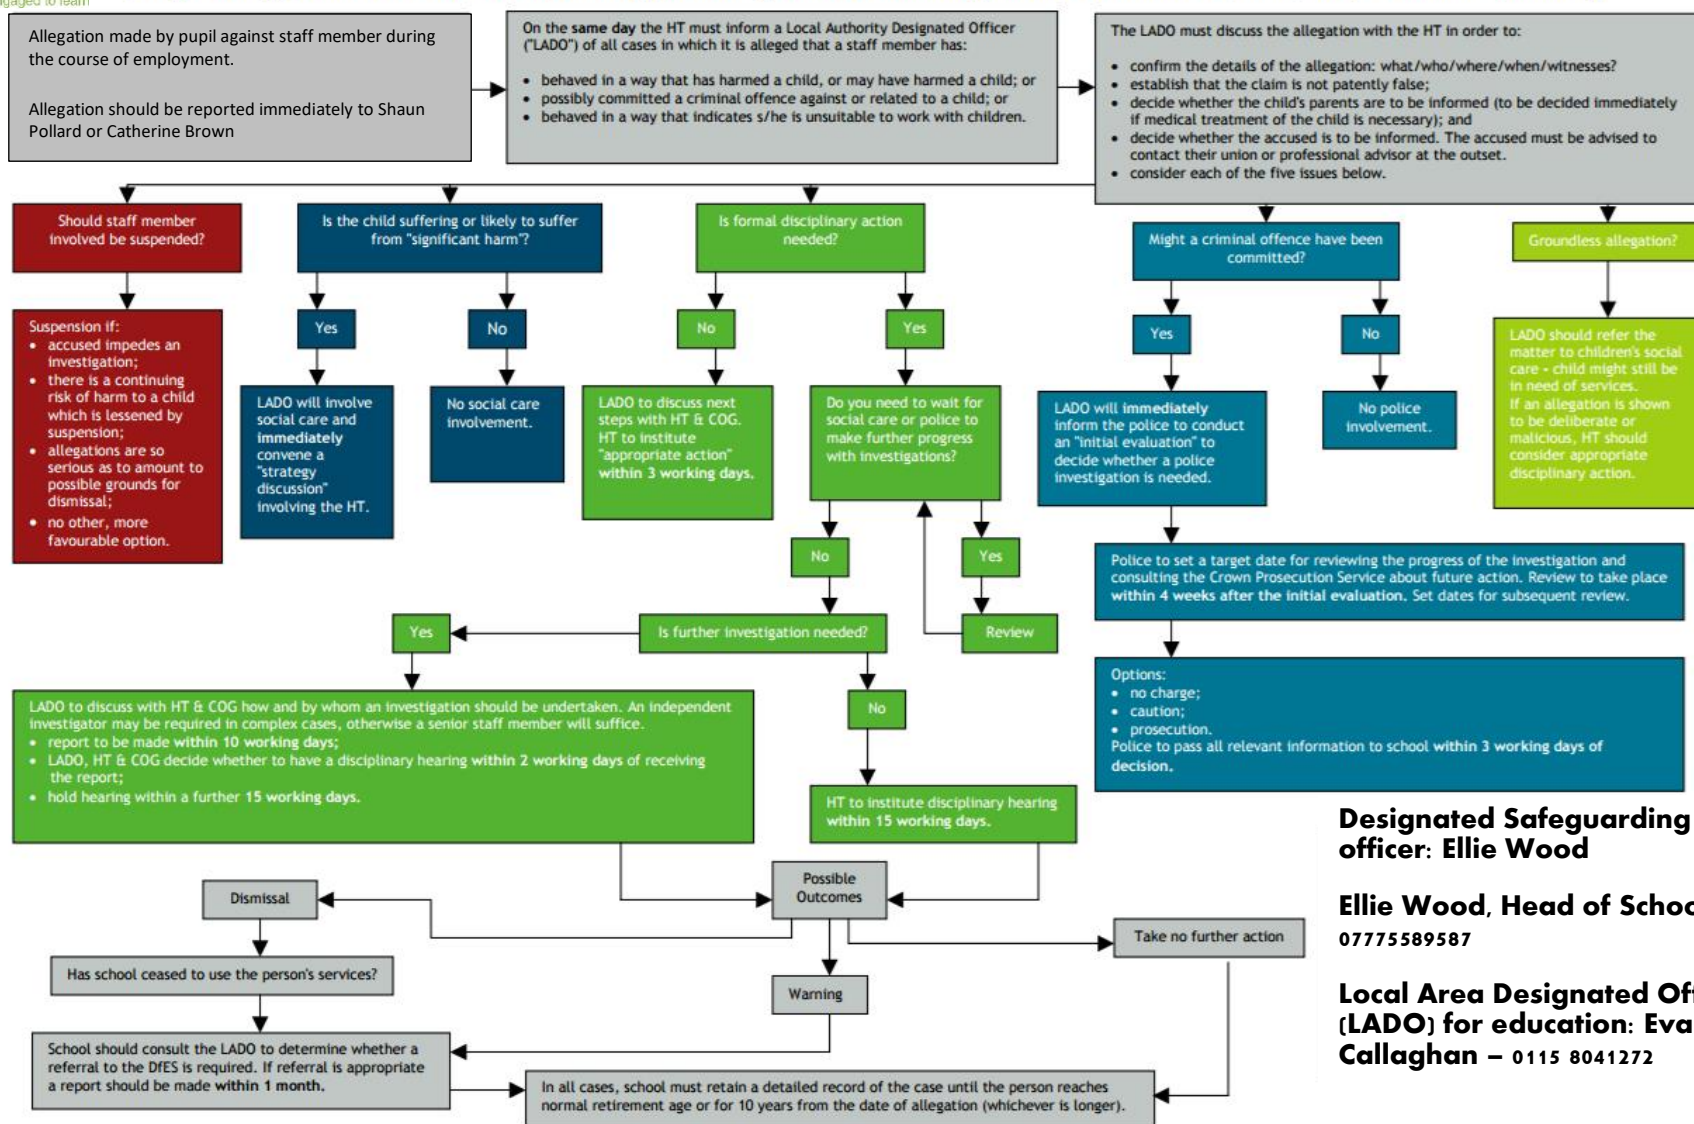 engaged to learn
Allegation made by pupil against staff member during
the course of employment.
Allegation should be reported immediately to Shaun
Pollard or Catherine Brown
On the same day the HT must inform a Local Authority Designated Officer
("LADO") of all cases in which it is alleged that a staff member has:
• behaved in a way that has harmed a child, or may have harmed a child; or
• possibly committed a criminal offence against or related to a child; or
• behaved in a way that indicates s/he is unsuitable to work with children.
The LADO must discuss the allegation with the HT in order to:
• confirm the details of the allegation: what/who/where/when/witnesses?
• establish that the claim is not patently false;
• decide whether the child's parents are to be informed (to be decided immediately
if medical treatment of the child is necessary); and
• decide whether the accused is to be informed. The accused must be advised to
contact their union or professional advisor at the outset.
• consider each of the five issues below.
Should staff member
involved be suspended?
Is the child suffering or likely to suffer
from "significant harm"?
Is formal disciplinary action
needed?
Might a criminal offence have been
committed?
Groundless allegation?
Suspension if:
• accused impedes an
investigation;
• there is a continuing
risk of harm to a child
which is lessened by
suspension;
• allegations are so
serious as to amount to
possible grounds for
dismissal;
• no other, more
favourable option.
Yes
No
LADO will involve
social care and
immediately
convene a
"strategy
discussion"
involving the HT.
No social care
involvement.
No
Yes
LADO to discuss next
steps with HT & COG.
HT to institute
"appropriate action"
within 3 working days.
Do you need to wait for
social care or police to
make further progress
with investigations?
Yes
No
LADO will immediately
inform the police to conduct
an "initial evaluation" to
decide whether a police
investigation is needed.
No police
involvement.
LADO should refer the
matter to children's social
care - child might still be
in need of services.
If an allegation is shown
to be deliberate or
malicious, HT should
consider appropriate
disciplinary action.
No
Yes
Police to set a target date for reviewing the progress of the investigation and
consulting the Crown Prosecution Service about future action. Review to take place
within 4 weeks after the initial evaluation. Set dates for subsequent review.
Yes
Is further investigation needed?
Review
Options:
• no charge;
• caution;
• prosecution.
Police to pass all relevant information to school within 3 working days of
decision.
LADO to discuss with HT & COG how and by whom an investigation should be undertaken. An independent
investigator may be required in complex cases, otherwise a senior staff member will suffice.
• report to be made within 10 working days;
• LADO, HT & COG decide whether to have a disciplinary hearing within 2 working days of receiving
the report;
• hold hearing within a further 15 working days.
No
HT to institute disciplinary hearing
within 15 working days.
Designated Safeguarding
officer: Ellie Wood
Ellie Wood, Head of School
07775589587
Local Area Designated
(LADO) for education: Eva
Callaghan – 0115 8041272
Possible
Outcomes
Dismissal
Take no further action
Has school ceased to use the person's services?
Warning
School should consult the LADO to determine whether a
referral to the DfES is required. If referral is appropriate
a report should be made within 1 month.
In all cases, school must retain a detailed record of the case until the person reaches
normal retirement age or for 10 years from the date of allegation (whichever is longer).